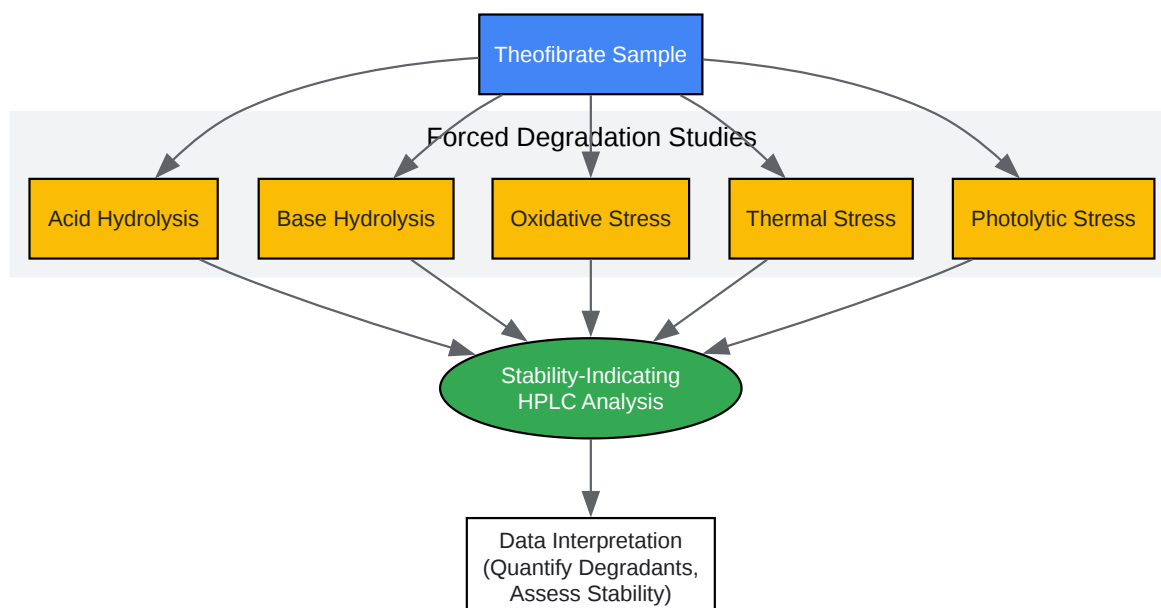 Theofibrate Sample
Forced Degradation Studies
Acid Hydrolysis
Base Hydrolysis
Oxidative Stress
Thermal Stress
Photolytic Stress
Stability-Indicating
HPLC Analysis
Data Interpretation
(Quantify Degradants,
Assess Stability)